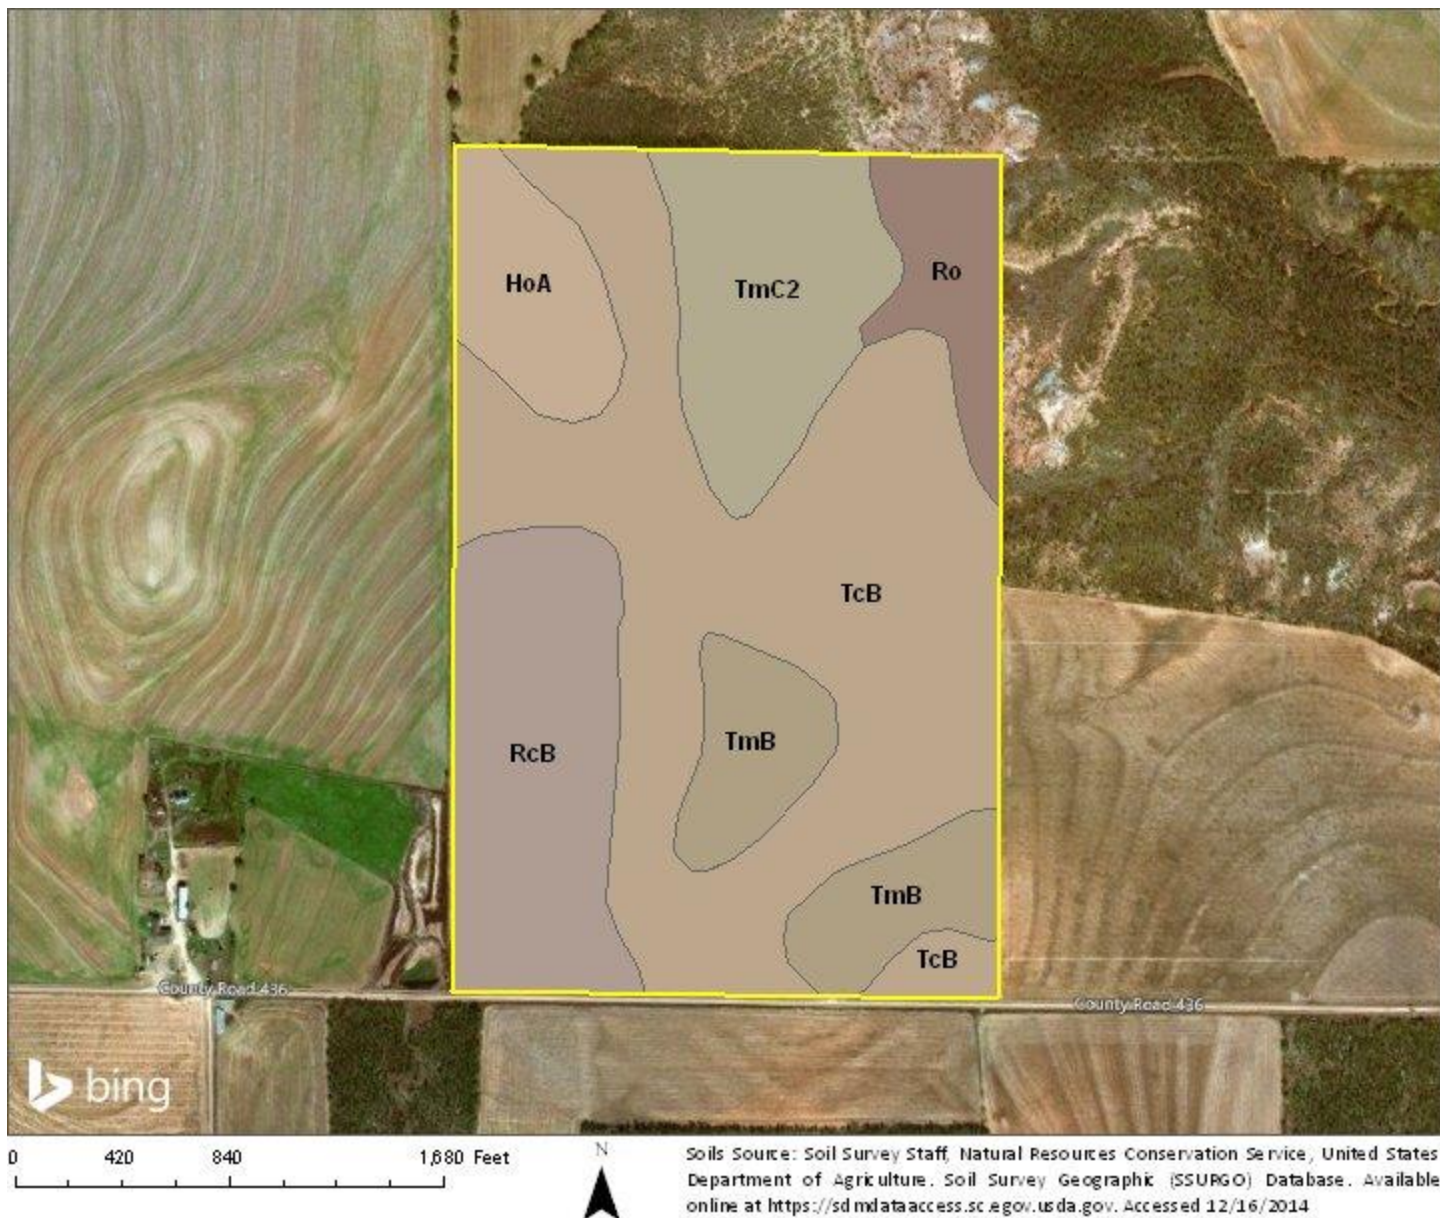 HoA
TmC2
Ro
TcB
TmB
RcB
TmB
TcB
County Road 436
County Road 436
bing
0 420 840 1,680 Feet
N
Soils Source: Soil Survey Staff, Natural Resources Conservation Service, United States
Department of Agriculture. Soil Survey Geographic (SSURGO) Database. Available
online at https://sdmdataaccess.sc.egov.usda.gov. Accessed 12/16/2014